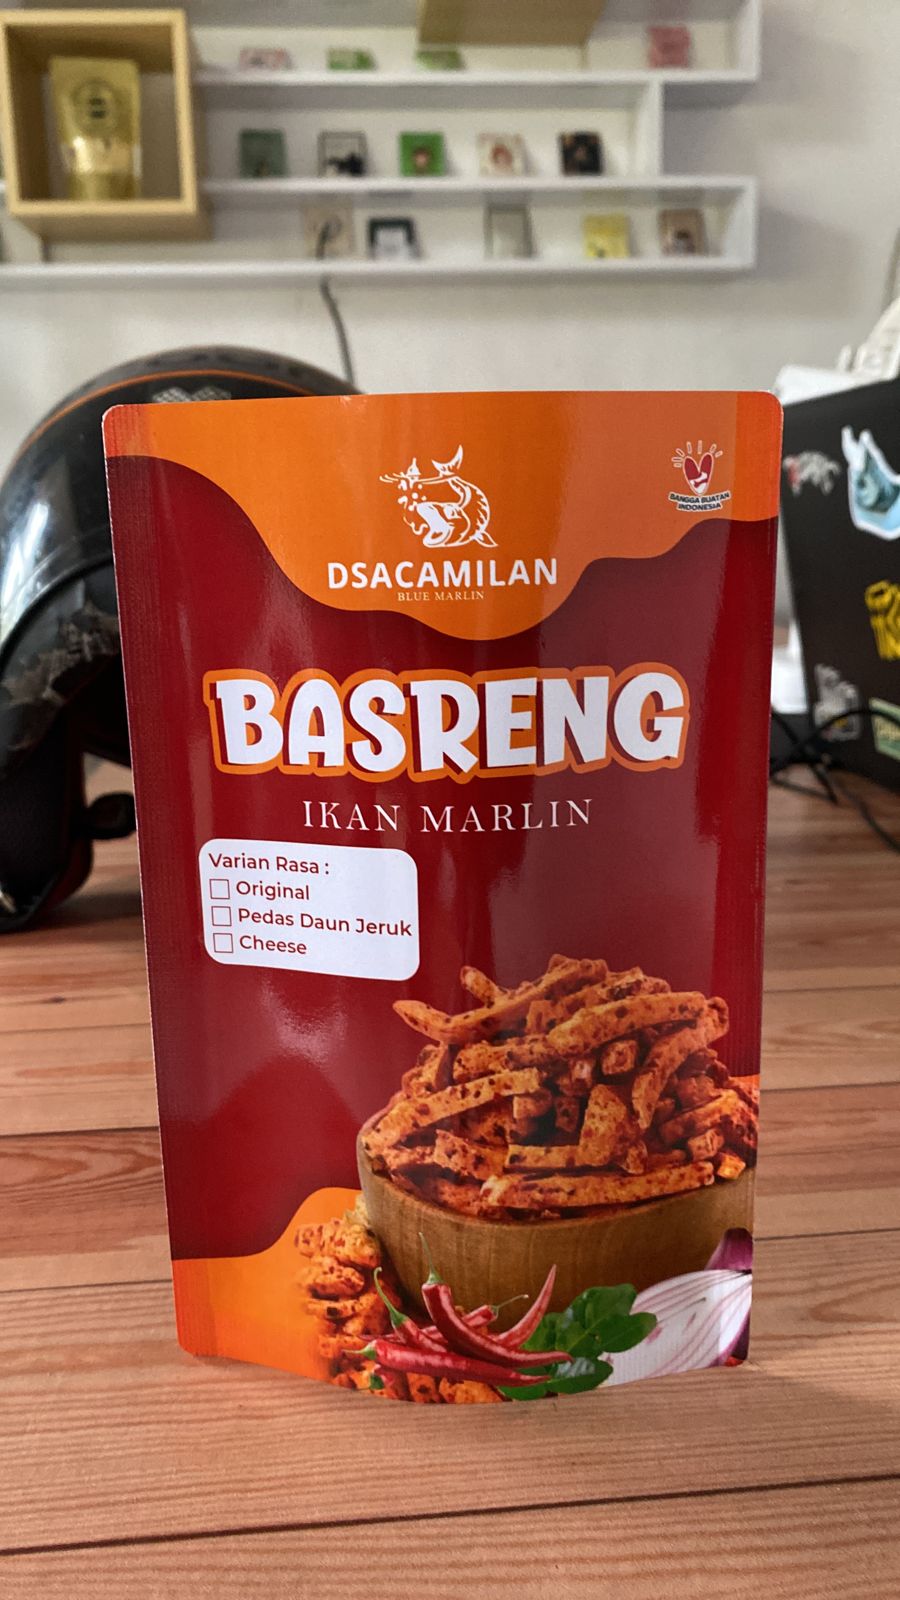 DSACAMILAN
BLUE MARLIN
BANGGA BUATAN
INDONESIA
BASRENG
IKAN MARLIN
Varian Rasa :
Original
Pedas Daun Jeruk
Cheese